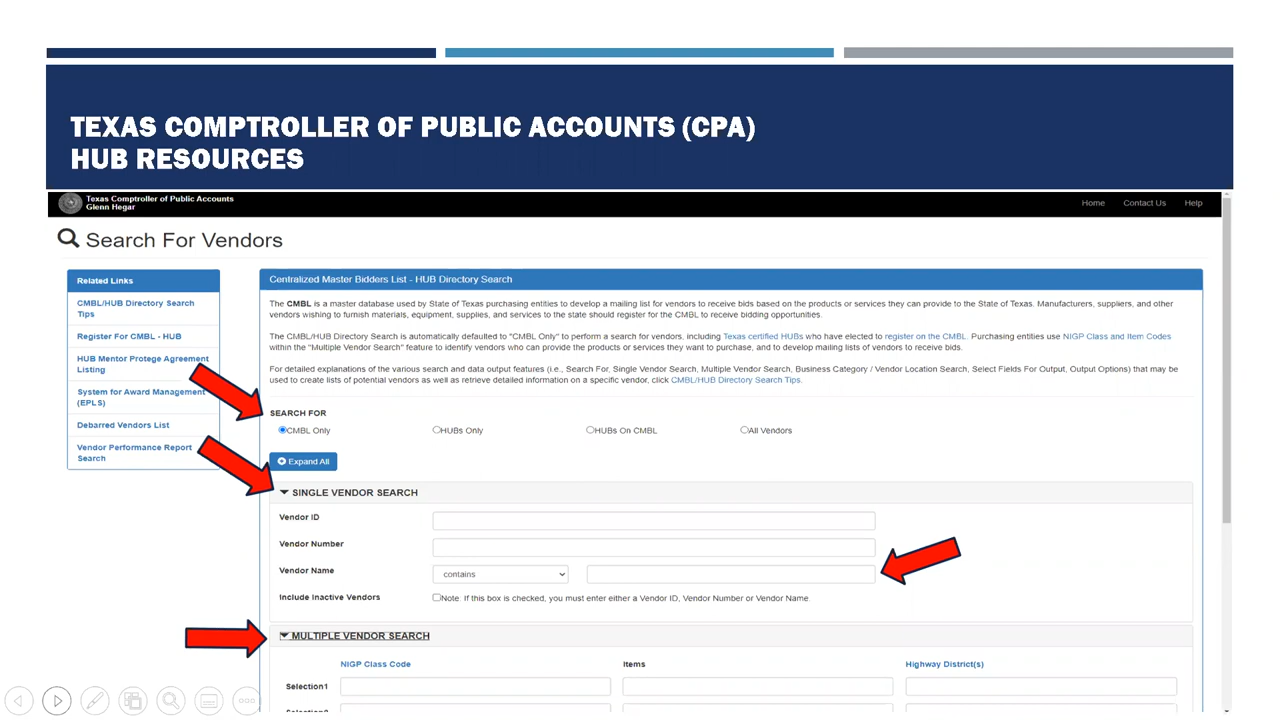 TEXAS COMPTROLLER OF PUBLIC ACCOUNTS (CPA)
HUB RESOURCES
Texas Comptroller of Public Accounts
Glenn Hegar
Home Contact Us Help
Search For Vendors
Related Links
CMBL/HUB Directory Search
Tips
Register For CMBL - HUB
HUB Mentor Protege Agreement
Listing
System for Award Management
(EPLS)
Debarred Vendors List
Vendor Performance Report
Search
Centralized Master Bidders List - HUB Directory Search
The CMBL is a master database used by State of Texas purchasing entities to develop a mailing list for vendors to receive bids based on the products or services they can provide to the State of Texas. Manufacturers, suppliers, and other
vendors wishing to furnish materials, equipment, supplies, and services to the state should register for the CMBL to receive bidding opportunities.
The CMBL/HUB Directory Search is automatically defaulted to "CMBL Only" to perform a search for vendors, including Texas certified HUBs who have elected to register on the CMBL. Purchasing entities use NIGP Class and Item Codes
within the "Multiple Vendor Search" feature to identify vendors who can provide the products or services they want to purchase, and to develop mailing lists of vendors to receive bids.
For detailed explanations of the various search and data output features (i.e., Search For, Single Vendor Search, Multiple Vendor Search, Business Category / Vendor Location Search, Select Fields For Output, Output Options) that may be
used to create lists of potential vendors as well as retrieve detailed information on a specific vendor, click CMBL/HUB Directory Search Tips.
SEARCH FOR
CMBL Only HUBs Only HUBs On CMBL All Vendors
Expand All
SINGLE VENDOR SEARCH
Vendor ID
Vendor Number
Vendor Name contains
Include Inactive Vendors Note: If this box is checked, you must enter either a Vendor ID, Vendor Number or Vendor Name.
MULTIPLE VENDOR SEARCH
NIGP Class Code Items Highway District(s)
Selection1